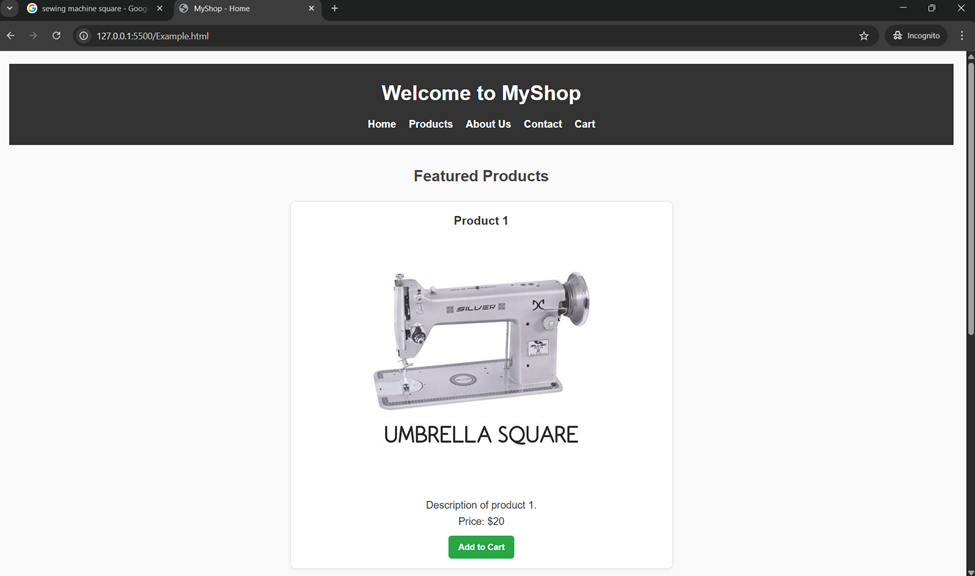 sewing machine square - Goog
MyShop - Home
127.0.0.1:5500/Example.html
Incognito
Welcome to MyShop
Home Products About Us Contact Cart
Featured Products
Product 1
SILVER
UMBRELLA SQUARE
Description of product 1.
Price: $20
Add to Cart